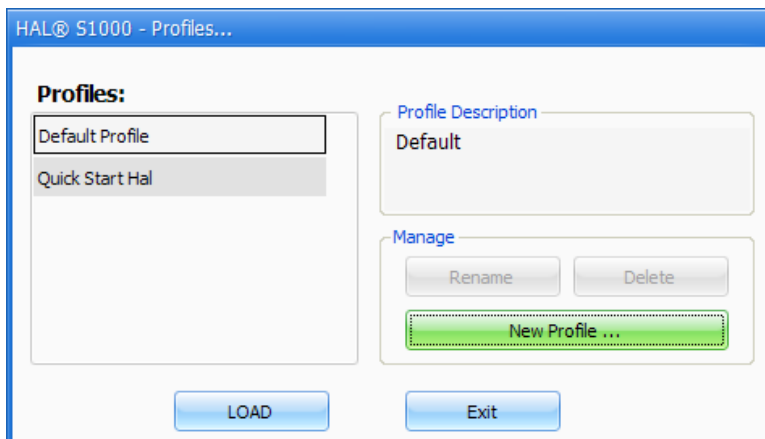 HAL® S1000 - Profiles...
Profiles:
Default Profile
Quick Start Hal
Profile Description
Default
Manage
Rename
Delete
New Profile ...
LOAD
Exit